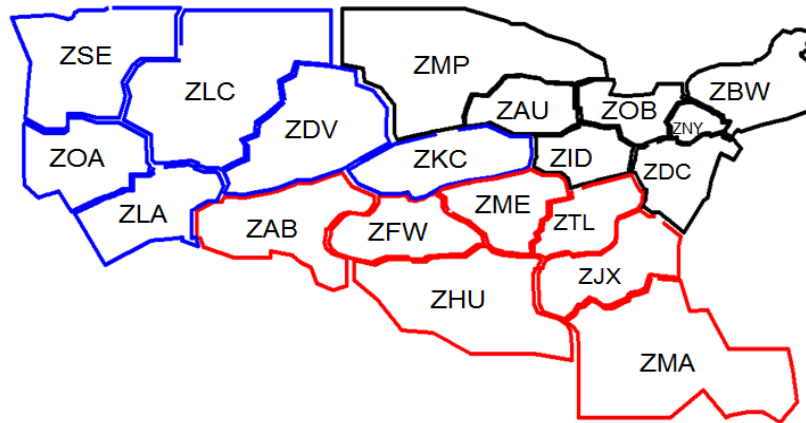 ZSE
ZLC
ZMP
ZBW
ZAU
ZOB
ZNY
ZDV
ZOA
ZKC
ZID
ZDC
ZLA
ZAB
ZFW
ZME
ZTL
ZHU
ZJX
ZMA